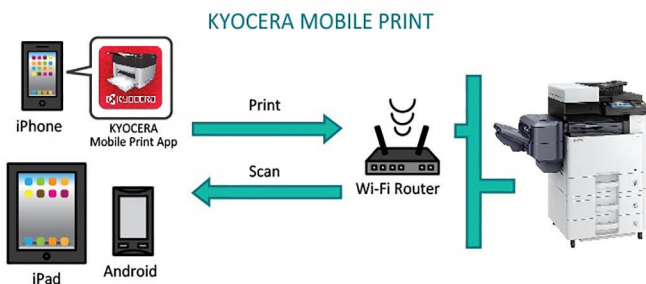 KYOCERA MOBILE PRINT
KYOCERA
iPhone
KYOCERA
Mobile Print App
Print
Scan
Wi-Fi Router
iPad
Android